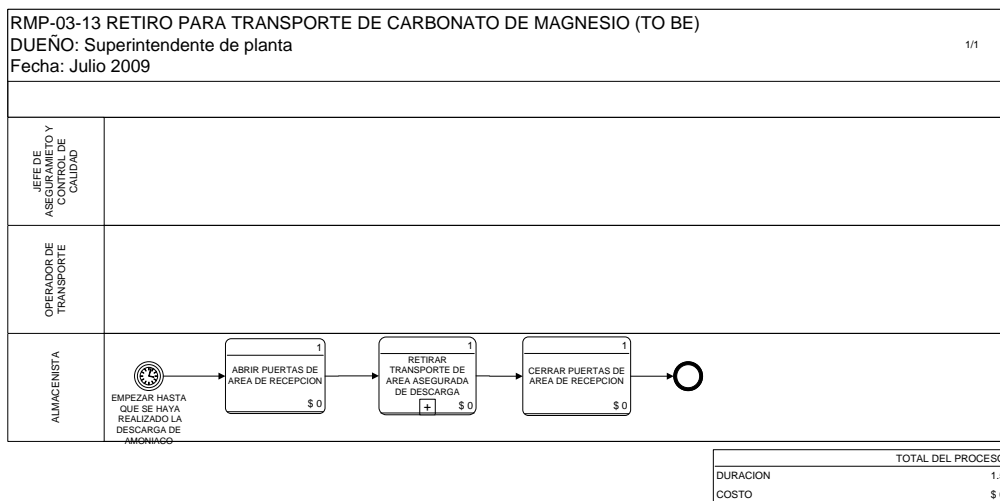 RMP-03-13 RETIRO PARA TRANSPORTE DE CARBONATO DE MAGNESIO (TO BE)
DUEÑO: Superintendente de planta
1/1
Fecha: Julio 2009
JEFE DE
ASEGURAMIETO Y
CONTROL DE
CALIDAD
OPERADOR DE
TRANSPORTE
ALMACENISTA
EMPEZAR HASTA
QUE SE HAYA
REALIZADO LA
DESCARGA DE
AMONIACO
1
ABRIR PUERTAS DE
AREA DE RECEPCION
$ 0
1
RETIRAR
TRANSPORTE DE
AREA ASEGURADA
DE DESCARGA
+ $ 0
1
CERRAR PUERTAS DE
AREA DE RECEPCION
$ 0
TOTAL DEL PROCESO
DURACION 1.
COSTO $